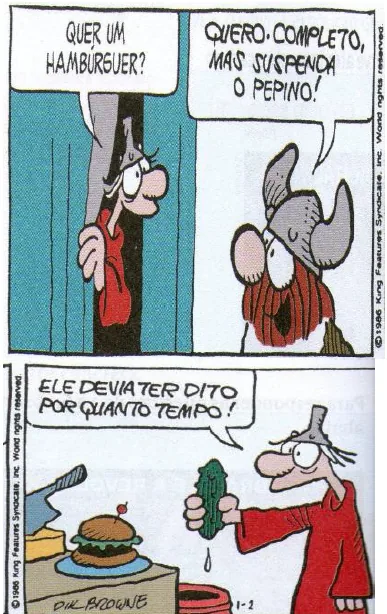 QUER UM
HAMBÚRGUER?
QUERO. COMPLETO,
MAS SUSPENDA
O PEPINO!
© 1986 King Features Syndicate, Inc. World rights reserved.
ELE DEVIA TER DITO
POR QUANTO TEMPO!
© 1986 King Features Syndicate, Inc. World rights reserved.
DIK BROWNE
1-2